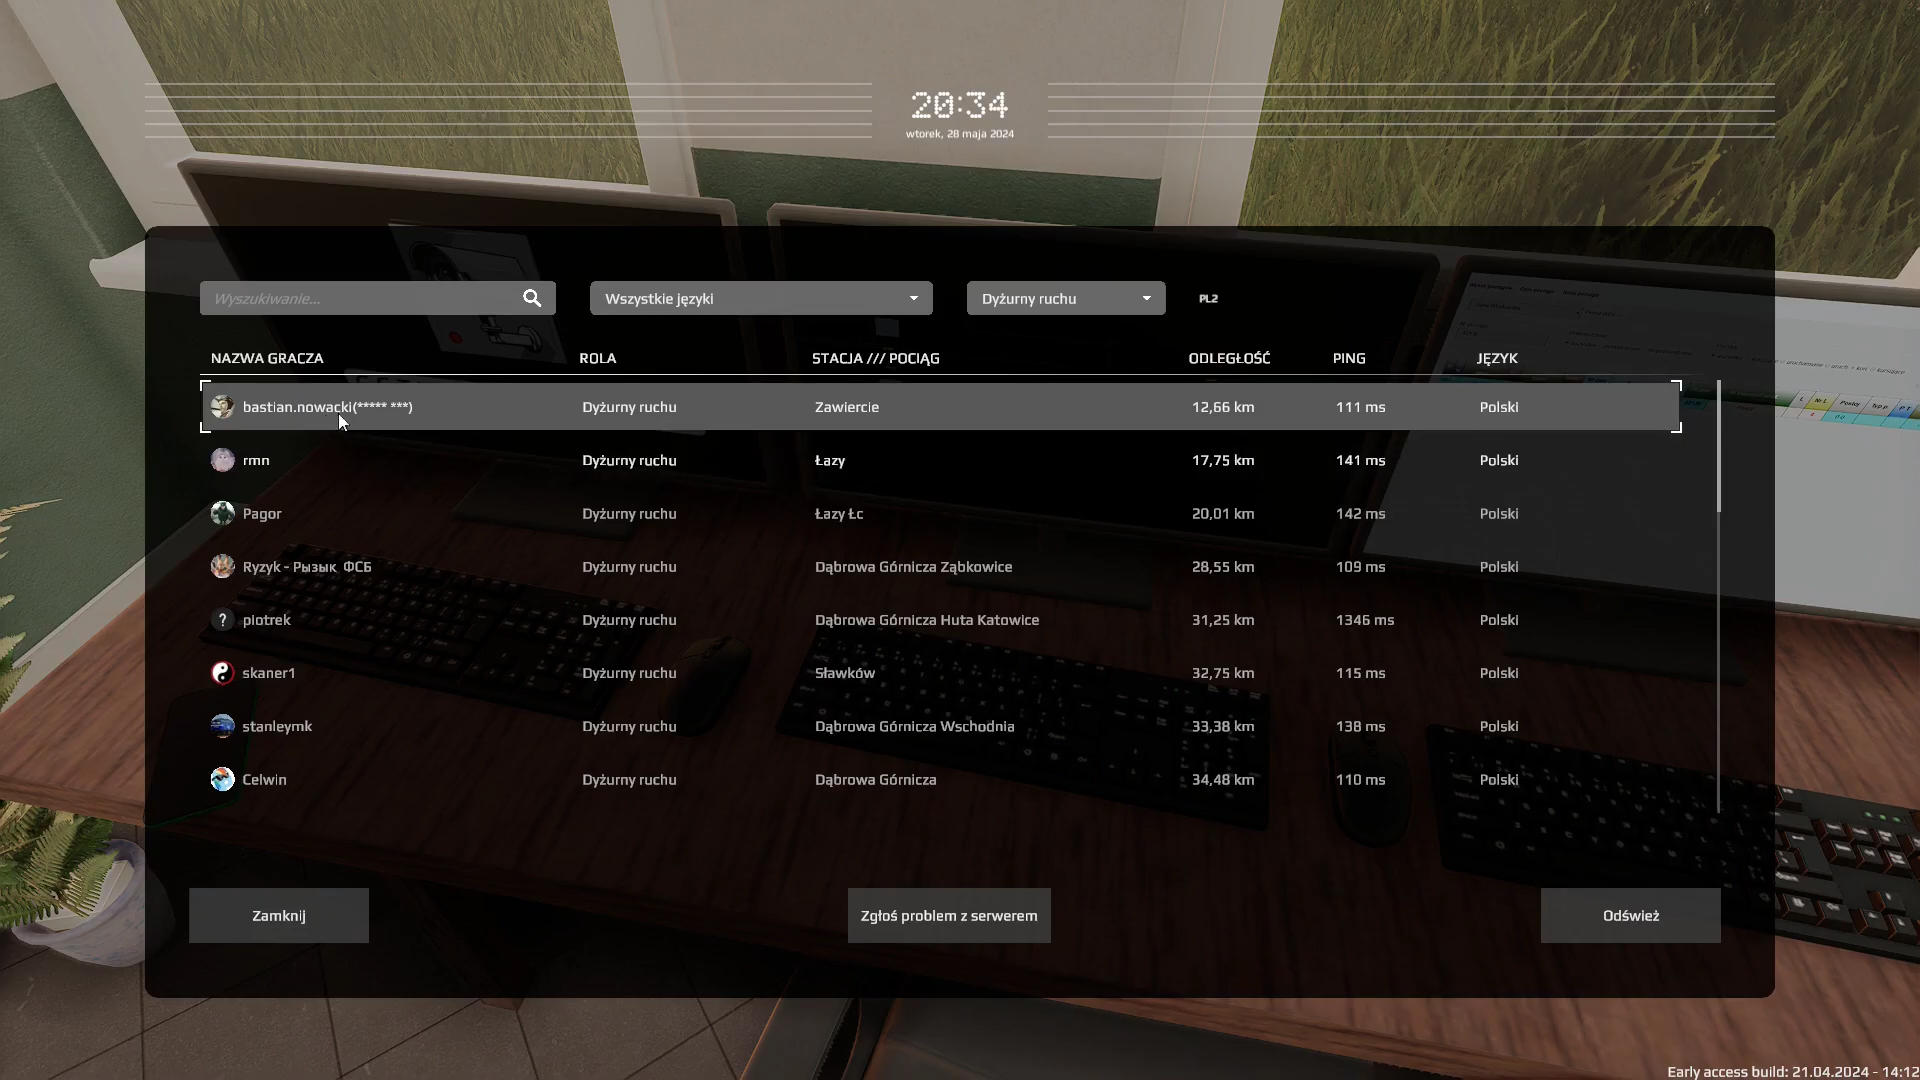 20:34
wtorek, 28 maja 2024
Wyszukiwanie...
Wszystkie języki
Dyżurny ruchu
PL2
NAZWA GRACZA ROLA STACJA /// POCIĄG ODLEGŁOŚĆ PING JĘZYK
bastian.nowacki(***** ***) Dyżurny ruchu Zawiercie 12,66 km 111 ms Polski
rmn Dyżurny ruchu Łazy 17,75 km 141 ms Polski
Pagor Dyżurny ruchu Łazy Łc 20,01 km 142 ms Polski
Ryzyk - Рызык ФСБ Dyżurny ruchu Dąbrowa Górnicza Ząbkowice 28,55 km 109 ms Polski
piotrek Dyżurny ruchu Dąbrowa Górnicza Huta Katowice 31,25 km 1346 ms Polski
skaner1 Dyżurny ruchu Sławków 32,75 km 115 ms Polski
stanleymk Dyżurny ruchu Dąbrowa Górnicza Wschodnia 33,38 km 138 ms Polski
Celwin Dyżurny ruchu Dąbrowa Górnicza 34,48 km 110 ms Polski
Zamknij
Zgłoś problem z serwerem
Odśwież
Early access build: 21.04.2024 - 14:12